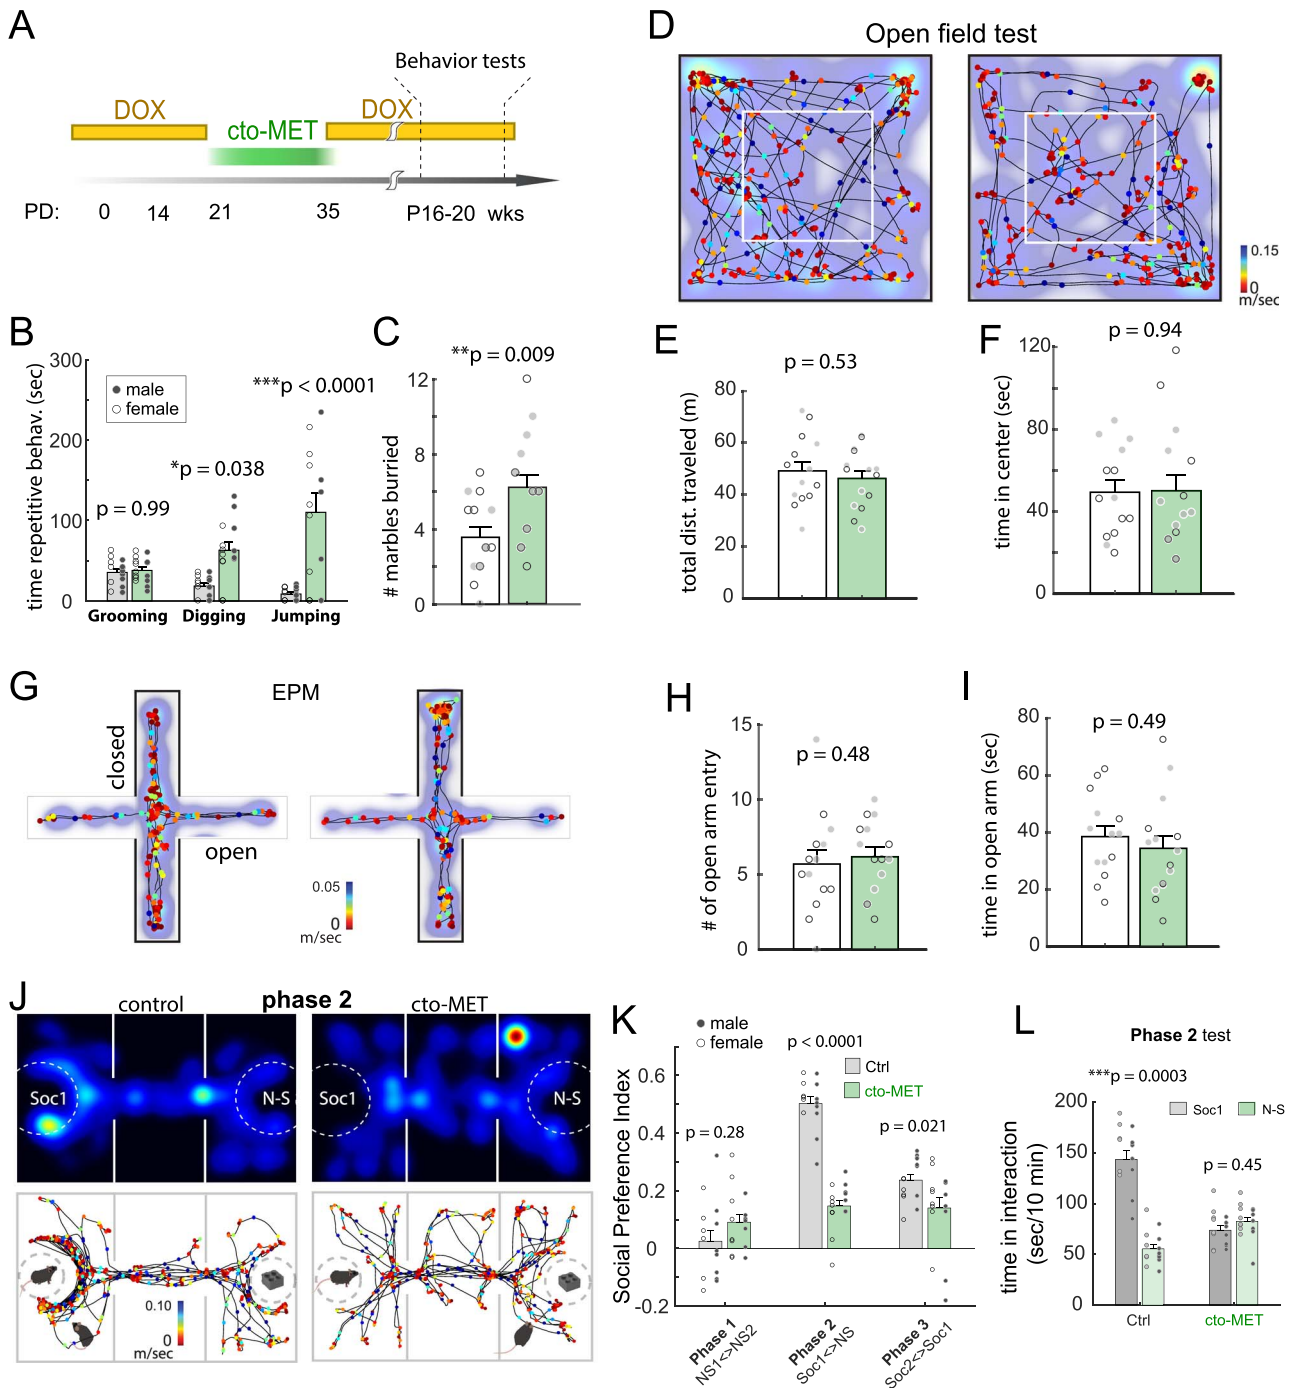 A
Behavior tests
DOX
DOX
cto-MET
PD: 0 14 21 35 P16-20 wks
D
Open field test
0.15
0
m/sec
B
time repetitive behav. (sec)
300
200
100
0
male
female
p = 0.99
*p = 0.038
***p < 0.0001
Grooming Digging Jumping
C
**p = 0.009
# marbles burried
12
8
4
0
E
p = 0.53
total dist. traveled (m)
80
60
40
20
0
F
p = 0.94
time in center (sec)
120
80
40
0
G
EPM
closed
open
0.05
0
m/sec
H
# of open arm entry
15
10
5
0
p = 0.48
I
time in open arm (sec)
80
60
40
20
0
p = 0.49
J
control phase 2 cto-MET
Soc1 N-S Soc1 N-S
0.10
0
m/sec
K
male
female
p < 0.0001
Ctrl
cto-MET
p = 0.28
p = 0.021
Social Preference Index
0.6
0.4
0.2
0
-0.2
Phase 1
NS1<>NS2
Phase 2
Soc1<>NS
Phase 3
Soc2<>Soc1
L
Phase 2 test
***p = 0.0003
Soc1 N-S
p = 0.45
time in interaction
(sec/10 min)
200
150
100
50
0
Ctrl cto-MET